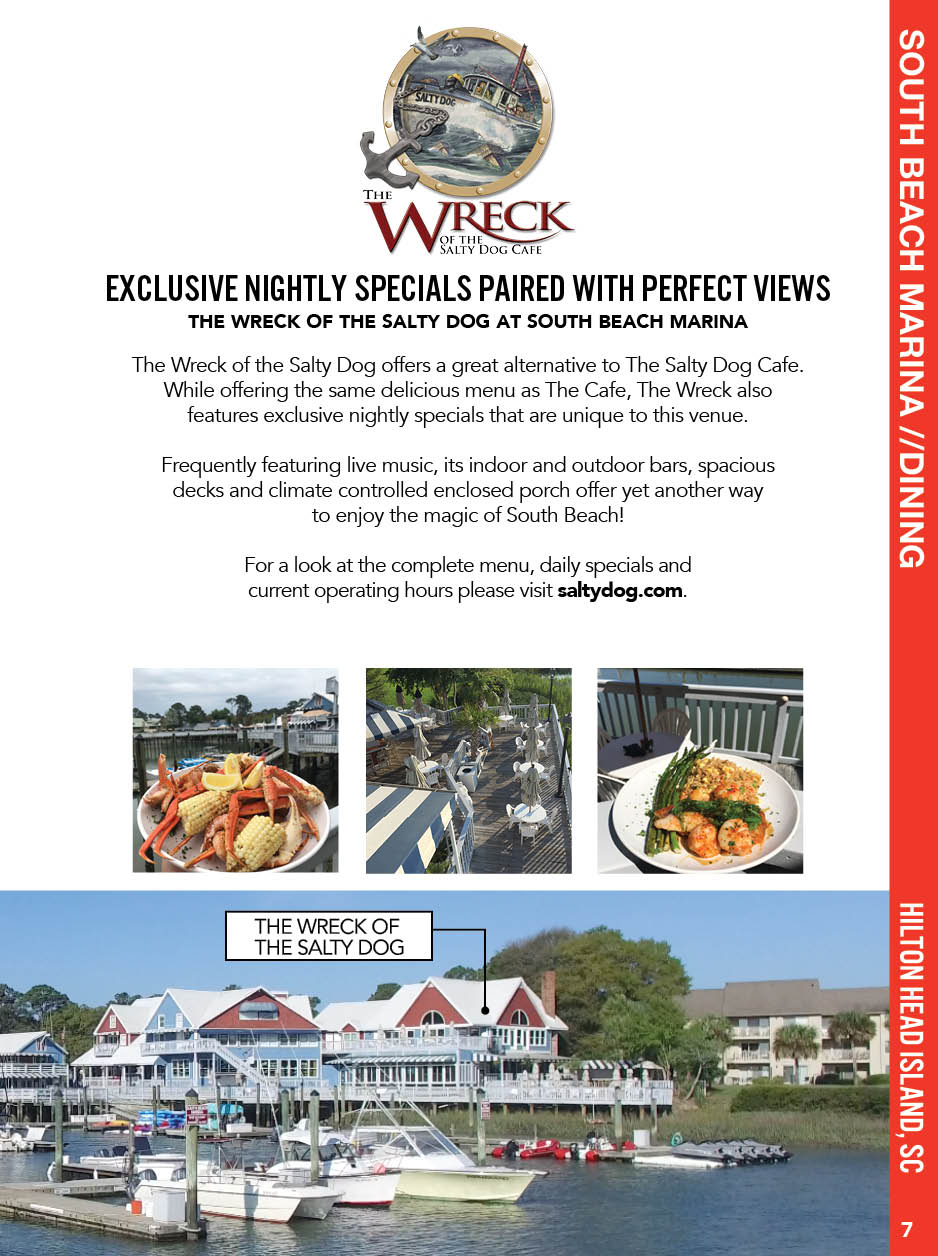 SALTY DOG
THE
WRECK
OF THE
SALTY DOG CAFE
EXCLUSIVE NIGHTLY SPECIALS PAIRED WITH PERFECT VIEWS
THE WRECK OF THE SALTY DOG AT SOUTH BEACH MARINA
The Wreck of the Salty Dog offers a great alternative to The Salty Dog Cafe.
While offering the same delicious menu as The Cafe, The Wreck also
features exclusive nightly specials that are unique to this venue.
Frequently featuring live music, its indoor and outdoor bars, spacious
decks and climate controlled enclosed porch offer yet another way
to enjoy the magic of South Beach!
For a look at the complete menu, daily specials and
current operating hours please visit saltydog.com.
THE WRECK OF
THE SALTY DOG
SOUTH BEACH MARINA //DINING
HILTON HEAD ISLAND, SC
7